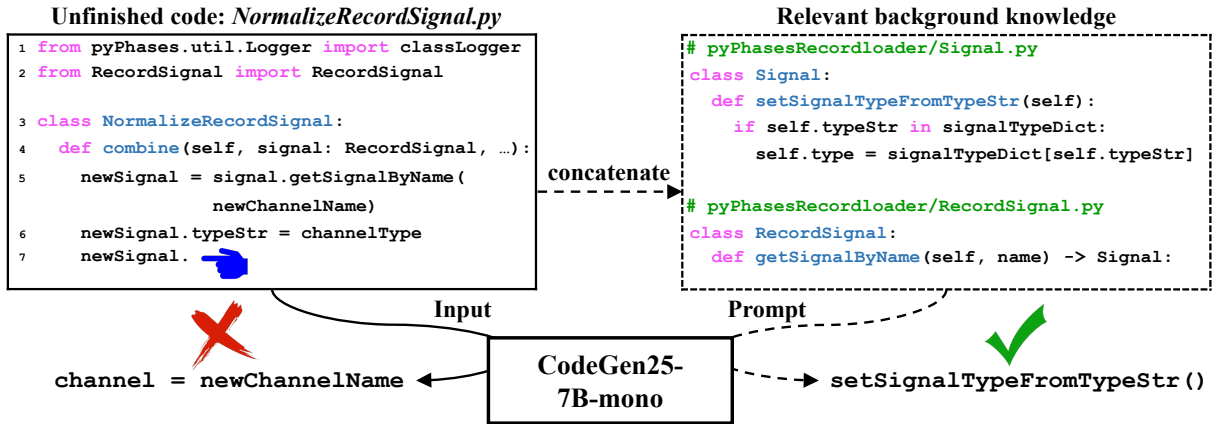 Unfinished code: NormalizeRecordSignal.py
1 from pyPhases.util.Logger import classLogger
2 from RecordSignal import RecordSignal
3 class NormalizeRecordSignal:
4 def combine(self, signal: RecordSignal, …):
5 newSignal = signal.getSignalByName(
newChannelName)
6 newSignal.typeStr = channelType
7 newSignal.
concatenate
Relevant background knowledge
# pyPhasesRecordloader/Signal.py
class Signal:
def setSignalTypeFromTypeStr(self):
if self.typeStr in signalTypeDict:
self.type = signalTypeDict[self.typeStr]
# pyPhasesRecordloader/RecordSignal.py
class RecordSignal:
def getSignalByName(self, name) -> Signal:
Input
Prompt
channel = newChannelName
CodeGen25-
7B-mono
setSignalTypeFromTypeStr()